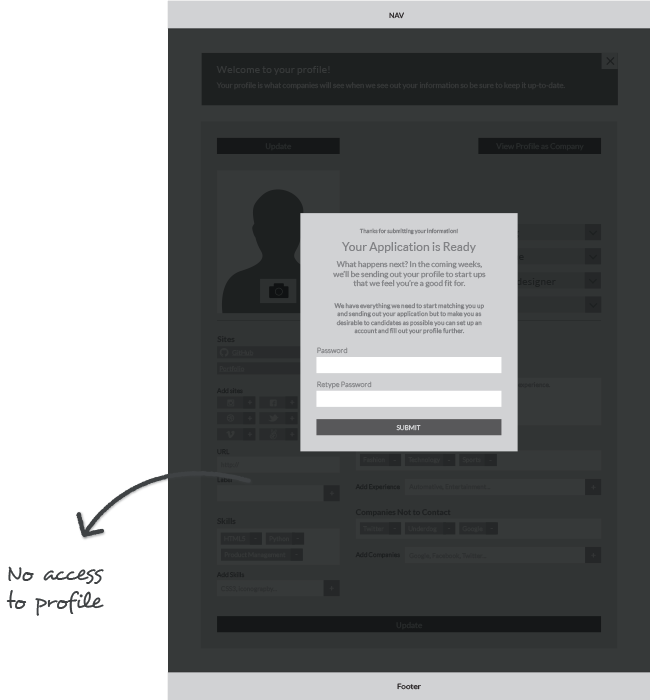 NAV
Welcome to your profile!
Your profile is what companies will see when we see out your information so be sure to keep it up-to-date.
Update
View Profile as Company
Thanks for submitting your information!
Your Application is Ready
What happens next? In the coming weeks,
we'll be sending out your profile to start ups
that we feel you're a good fit for.
We have everything we need to start matching you up
and sending out your application but to make you as
desirable to candidates as possible you can set up an
account and fill out your profile further.
Password
Retype Password
SUBMIT
designer
Sites
Add sites
URL
Label
Add Experience
Companies Not to Contact
Add Companies
Google, Facebook, Twitter...
Skills
HTML5
Product Management
Add Skills
Update
No access
to profile
Footer